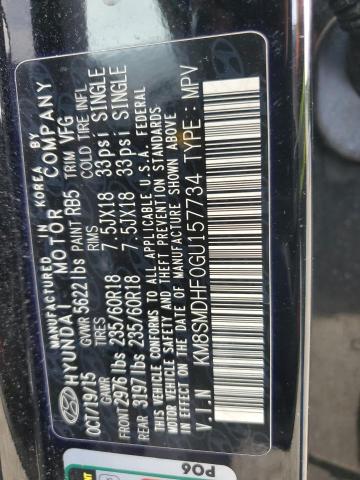 MANUFACTURED IN KOREA BY
HYUNDAI MOTOR COMPANY
OCT/19/15 GVWR 5622 lbs PAINT RB5 TRIM VFG
GAWR TIRES RIMS COLD TIRE INFL
FRONT 2976 lbs 235/60R18 7.5JX18 33psi SINGLE
REAR 3197 lbs 235/60R18 7.5JX18 33psi SINGLE
THIS VEHICLE CONFORMS TO ALL APPLICABLE U.S.A. FEDERAL
MOTOR VEHICLE SAFETY AND THEFT PREVENTION STANDARDS
IN EFFECT ON THE DATE OF MANUFACTURE SHOWN ABOVE
V I N : KM8SMDHF0GU157734 TYPE : MPV
P06